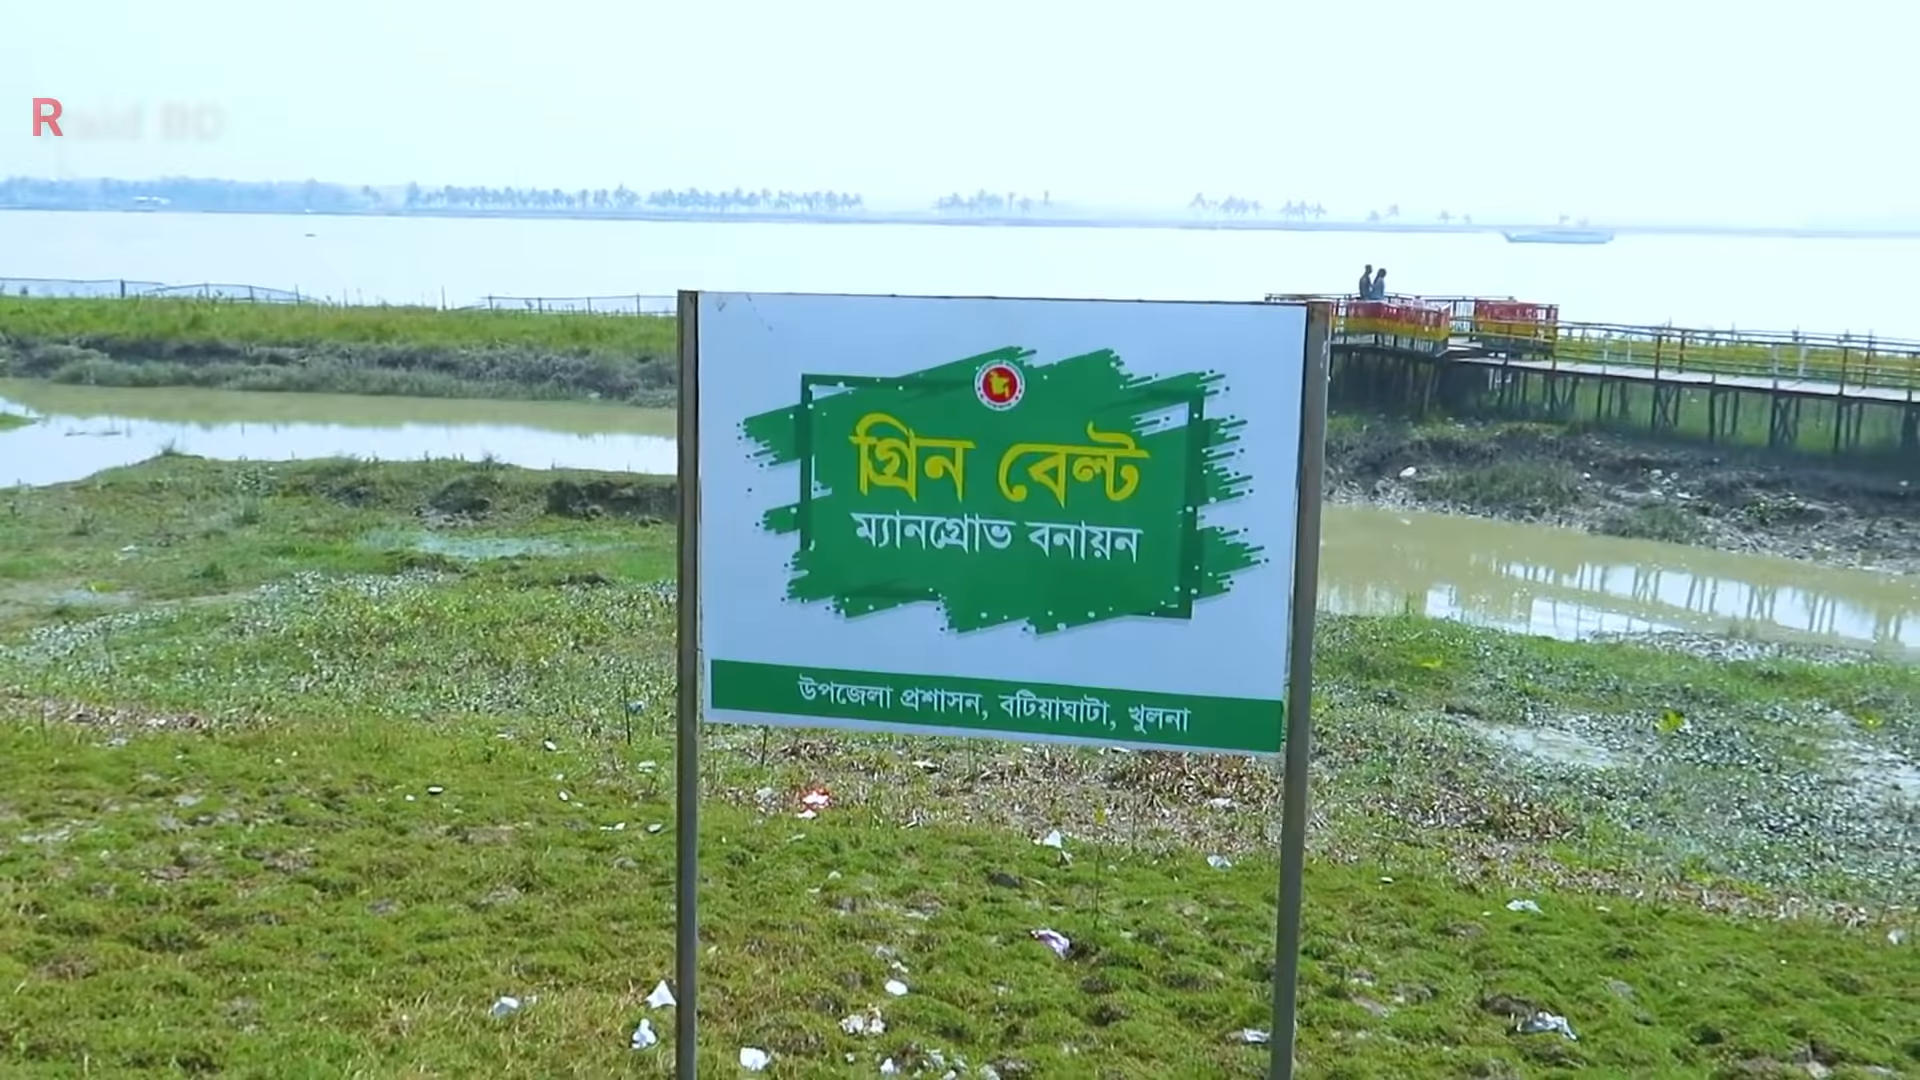 R
গ্রিন বেল্ট
ম্যানগ্রোভ বনায়ন
উপজেলা প্রশাসন, বটিয়াঘাটা, খুলনা